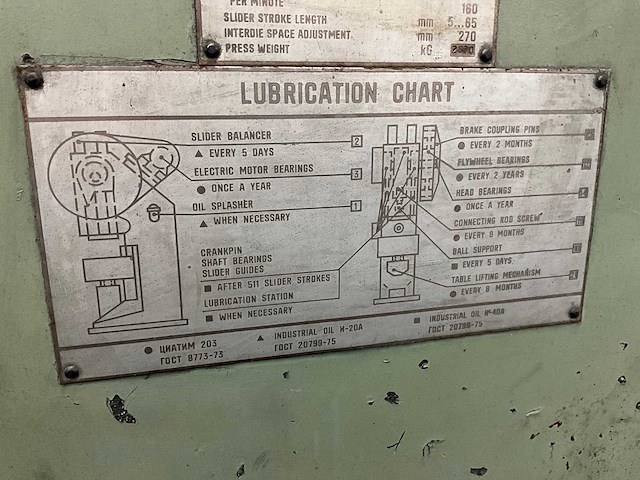 PER MINUTE 160
SLIDER STROKE LENGTH mm 5...65
INTERDIE SPACE ADJUSTMENT mm 270
PRESS WEIGHT kG
LUBRICATION CHART
SLIDER BALANCER 2
▲ EVERY 5 DAYS
ELECTRIC MOTOR BEARINGS 3
● ONCE A YEAR
OIL SPLASHER 1
▲ WHEN NECESSARY
CRANKPIN
SHAFT BEARINGS
SLIDER GUIDES
■ AFTER 511 SLIDER STROKES
LUBRICATION STATION
■ WHEN NECESSARY
BRAKE COUPLING PINS
● EVERY 2 MONTHS
FLYWHEEL BEARINGS
● EVERY 2 YEARS
HEAD BEARINGS
● ONCE A YEAR
CONNECTING ROD SCREW
● EVERY 6 MONTHS
BALL SUPPORT
■ EVERY 5 DAYS
TABLE LIFTING MECHANISM
● EVERY 6 MONTHS
● ЦИАТИМ 203
ГОСТ 8773-73
▲ INDUSTRIAL OIL И-20А
ГОСТ 20799-75
■ INDUSTRIAL OIL И-40А
ГОСТ 20799-75